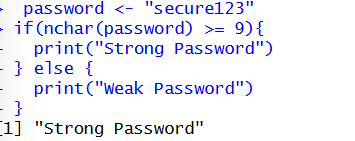 > password <- "secure123"
> if(nchar(password) >= 9){
+   print("Strong Password")
+ } else {
+   print("Weak Password")
+ }
[1] "Strong Password"